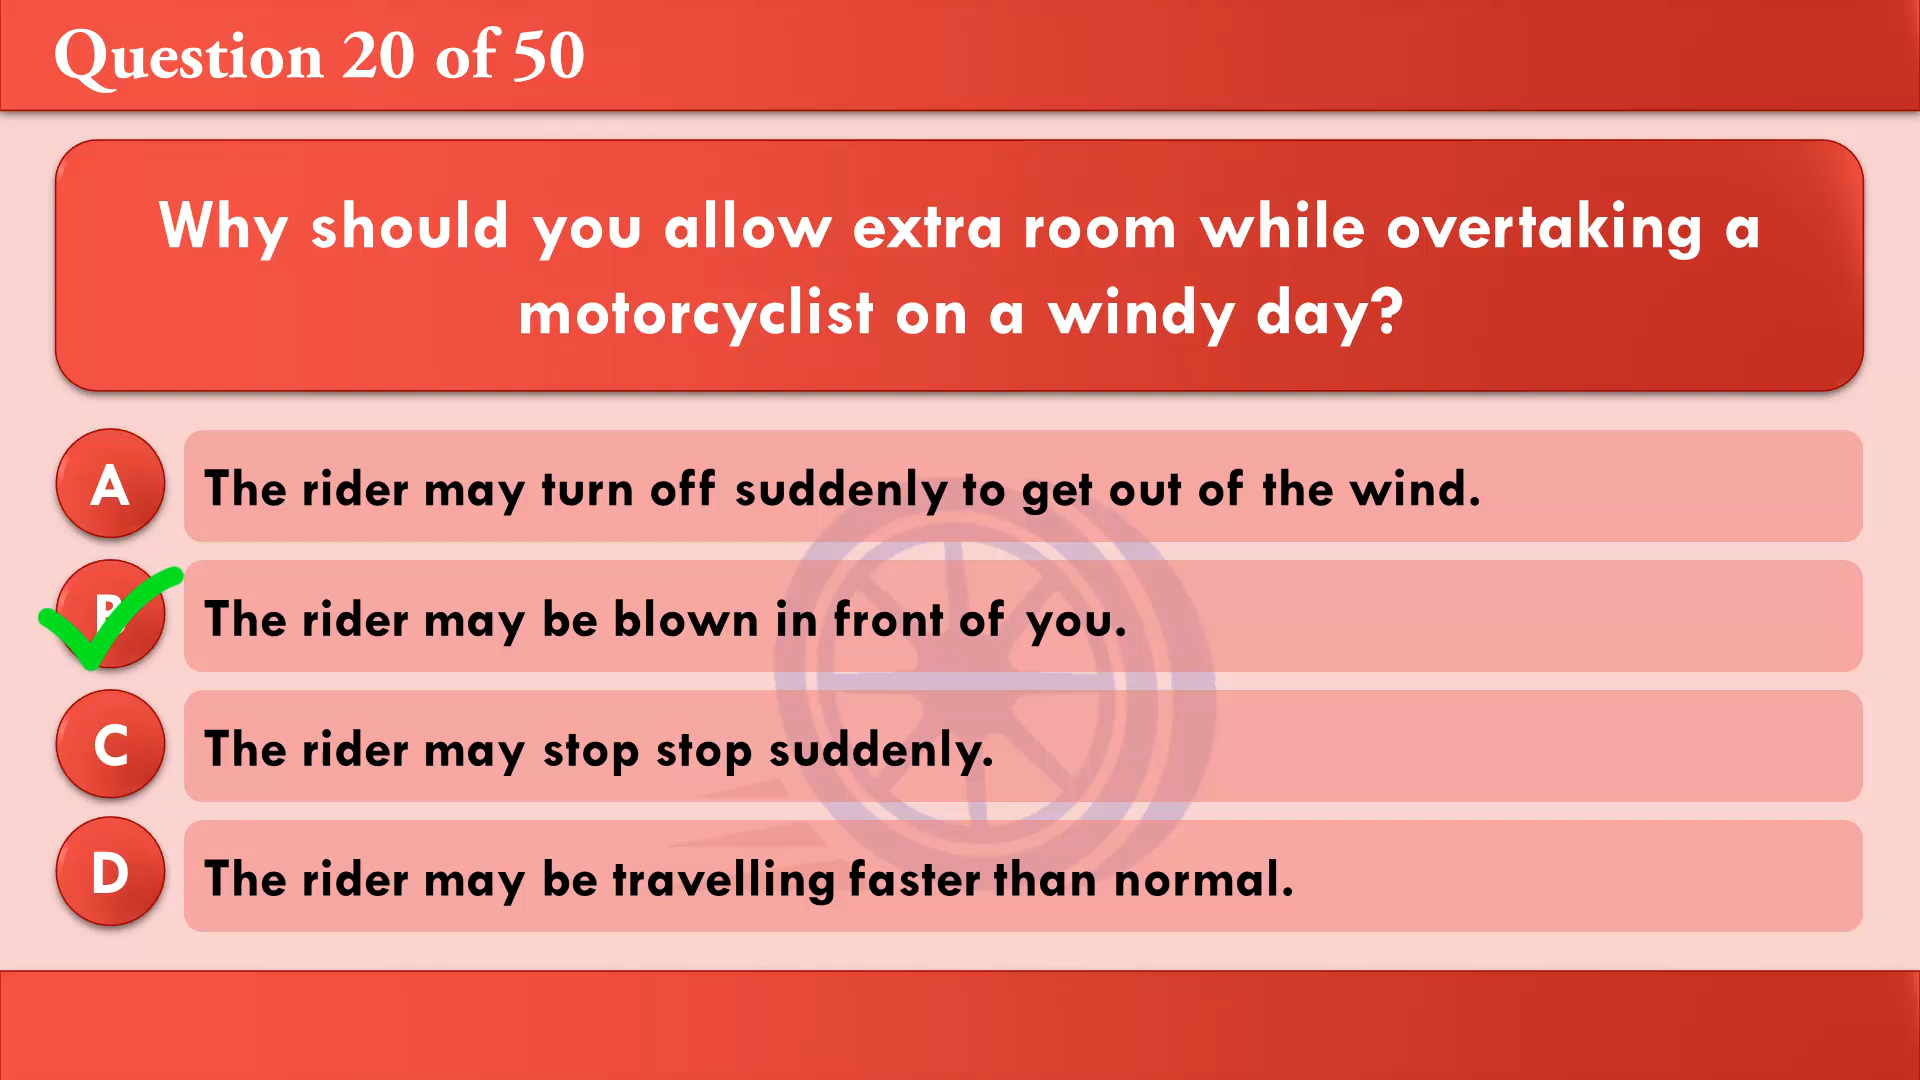 Question 20 of 50
Why should you allow extra room while overtaking a
motorcyclist on a windy day?
A
The rider may turn off suddenly to get out of the wind.
B
The rider may be blown in front of you.
C
The rider may stop stop suddenly.
D
The rider may be travelling faster than normal.